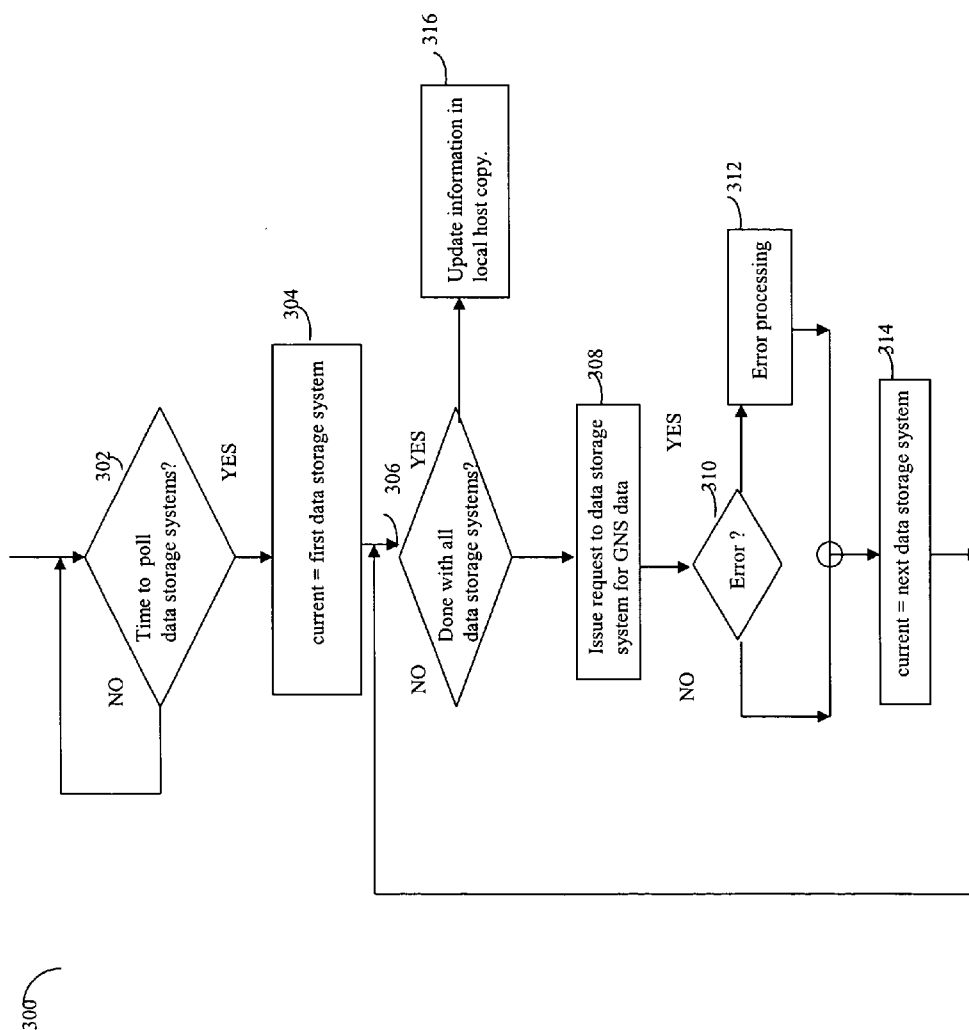 300
302
Time to poll
data storage systems?
NO
YES
304
current = first data storage system
306
Done with all
data storage systems?
NO
YES
316
Update information in
local host copy.
308
Issue request to data storage
system for GNS data
310
Error ?
NO
YES
312
Error processing
314
current = next data storage system